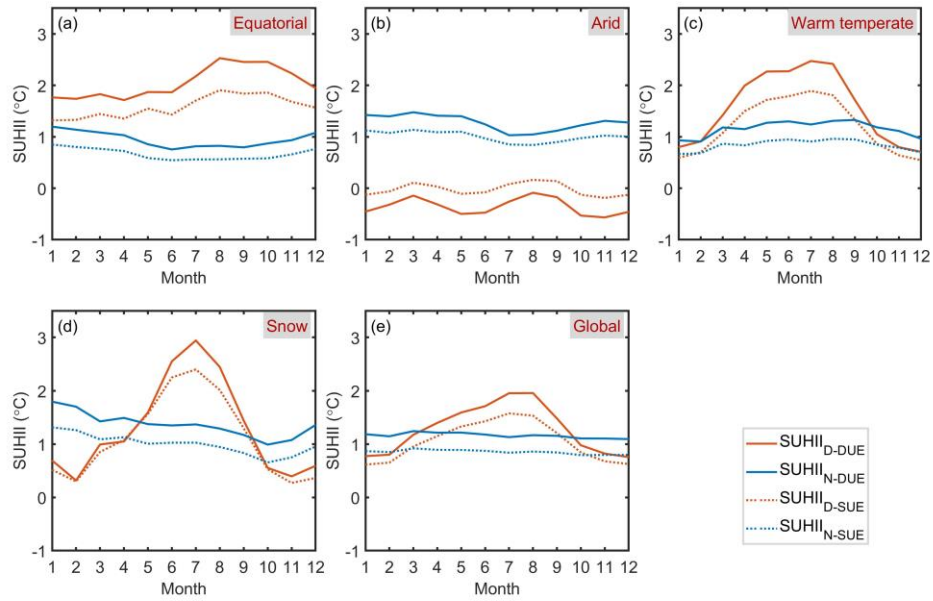 (a) Equatorial
3
2
1
0
-1
SUHII (°C)
1 2 3 4 5 6 7 8 9 10 11 12
Month
(b) Arid
3
2
1
0
-1
SUHII (°C)
1 2 3 4 5 6 7 8 9 10 11 12
Month
(c) Warm temperate
3
2
1
0
-1
SUHII (°C)
1 2 3 4 5 6 7 8 9 10 11 12
Month
(d) Snow
3
2
1
0
-1
SUHII (°C)
1 2 3 4 5 6 7 8 9 10 11 12
Month
(e) Global
3
2
1
0
-1
SUHII (°C)
1 2 3 4 5 6 7 8 9 10 11 12
Month
SUHII D-DUE
SUHII N-DUE
SUHII D-SUE
SUHII N-SUE